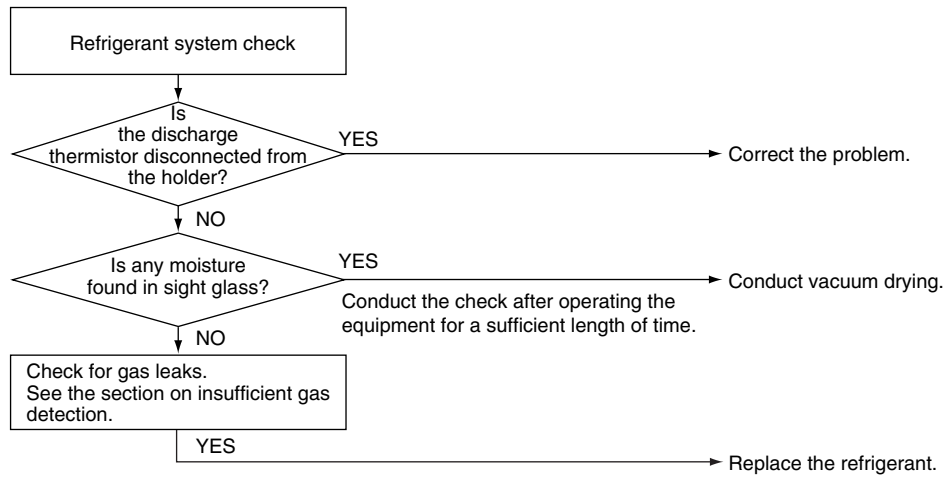 Refrigerant system check
Is
the discharge
thermistor disconnected from
the holder?
YES
Correct the problem.
NO
Is any moisture
found in sight glass?
YES
Conduct vacuum drying.
Conduct the check after operating the
equipment for a sufficient length of time.
NO
Check for gas leaks.
See the section on insufficient gas
detection.
YES
Replace the refrigerant.